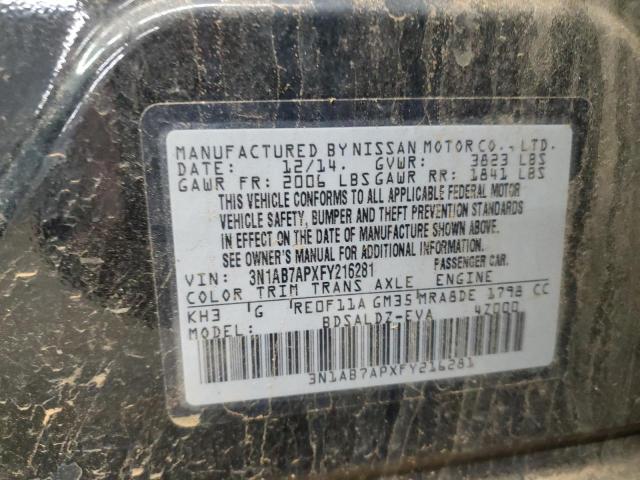 MANUFACTURED BY NISSAN MOTOR CO., LTD.
DATE: 12/14. GVWR: 3823 LBS
GAWR FR: 2006 LBS GAWR RR: 1841 LBS
THIS VEHICLE CONFORMS TO ALL APPLICABLE FEDERAL MOTOR
VEHICLE SAFETY, BUMPER AND THEFT PREVENTION STANDARDS
IN EFFECT ON THE DATE OF MANUFACTURE SHOWN ABOVE.
SEE OWNER'S MANUAL FOR ADDITIONAL INFORMATION.
VIN: 3N1AB7APXFY216281 PASSENGER CAR.
COLOR TRIM TRANS AXLE ENGINE
KH3 G RE0F11A GM35 MRA8DE 1798 CC
BDSALDZ-EVA 4Z000
3N1AB7APXFY216281